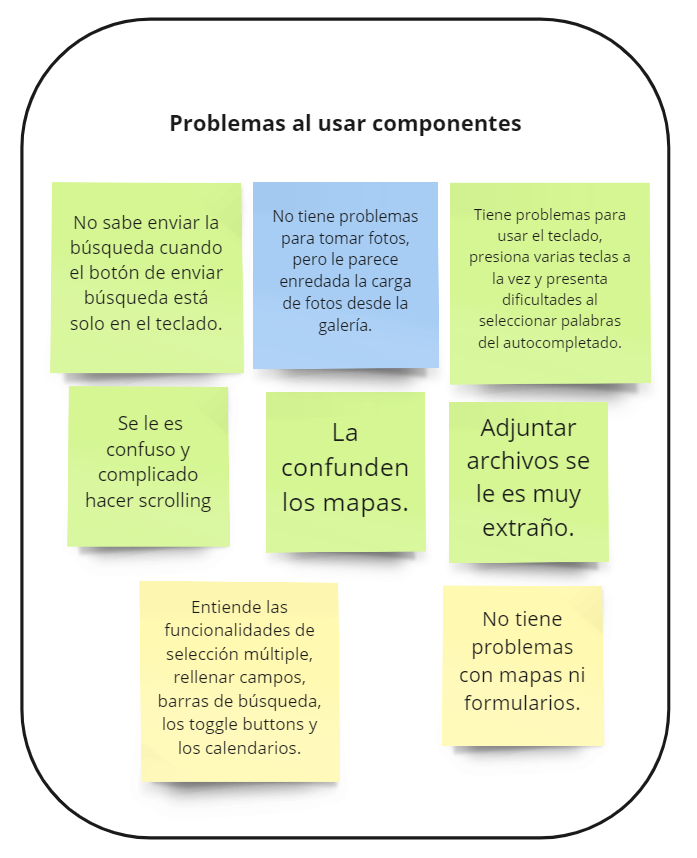 Problemas al usar componentes
No sabe enviar la
búsqueda cuando
el botón de enviar
búsqueda está
solo en el teclado.
No tiene problemas
para tomar fotos,
pero le parece
enredada la carga
de fotos desde la
galería.
Tiene problemas para
usar el teclado,
presiona varias teclas a
la vez y presenta
dificultades al
seleccionar palabras
del autocompletado.
Se le es
confuso y
complicado
hacer scrolling
La
confunden
los mapas.
Adjuntar
archivos se
le es muy
extraño.
Entiende las
funcionalidades de
selección múltiple,
rellenar campos,
barras de búsqueda,
los toggle buttons y
los calendarios.
No tiene
problemas
con mapas ni
formularios.